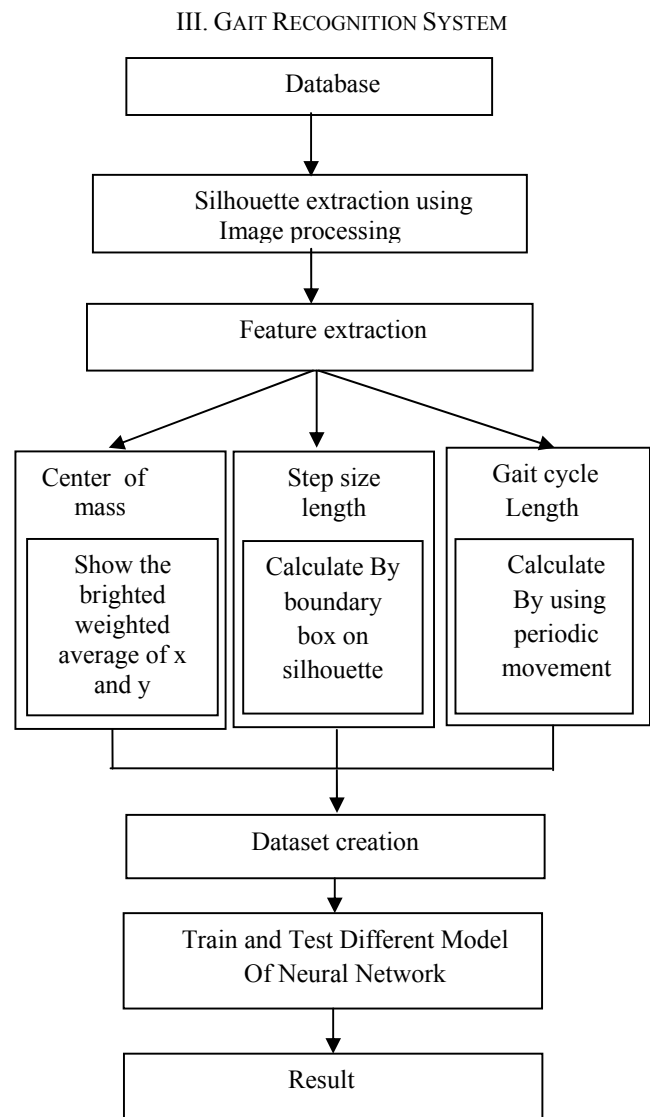 III. GAIT RECOGNITION SYSTEM
Database
Silhouette extraction using
Image processing
Feature extraction
Center of
mass
Show the
brighted
weighted
average of x
and y
Step size
length
Calculate By
boundary
box on
silhouette
Gait cycle
Length
Calculate
By using
periodic
movement
Dataset creation
Train and Test Different Model
Of Neural Network
Result